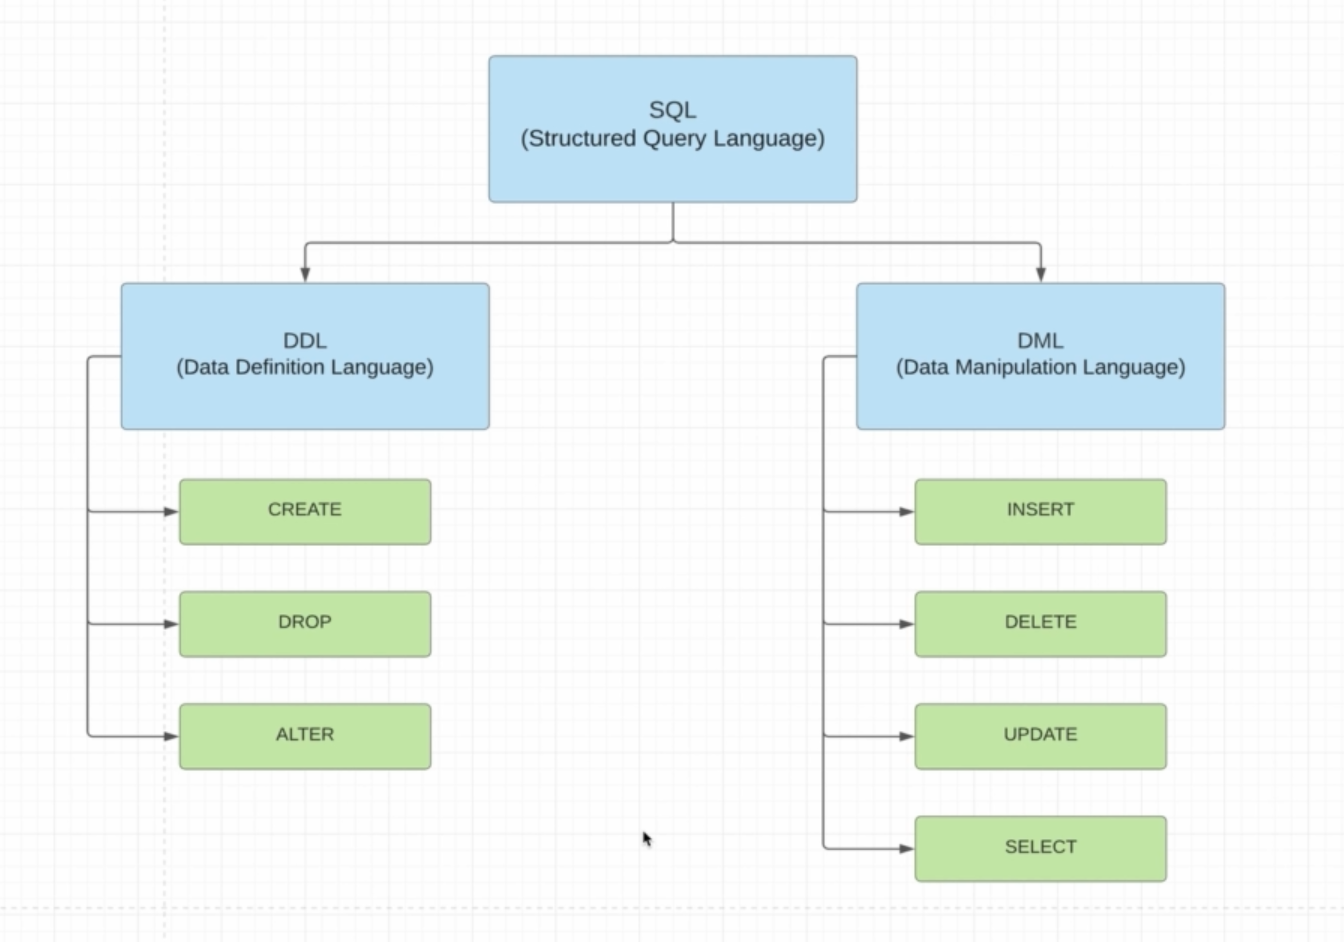 SQL
(Structured Query Language)
DDL
(Data Definition Language)
CREATE
DROP
ALTER
DML
(Data Manipulation Language)
INSERT
DELETE
UPDATE
SELECT